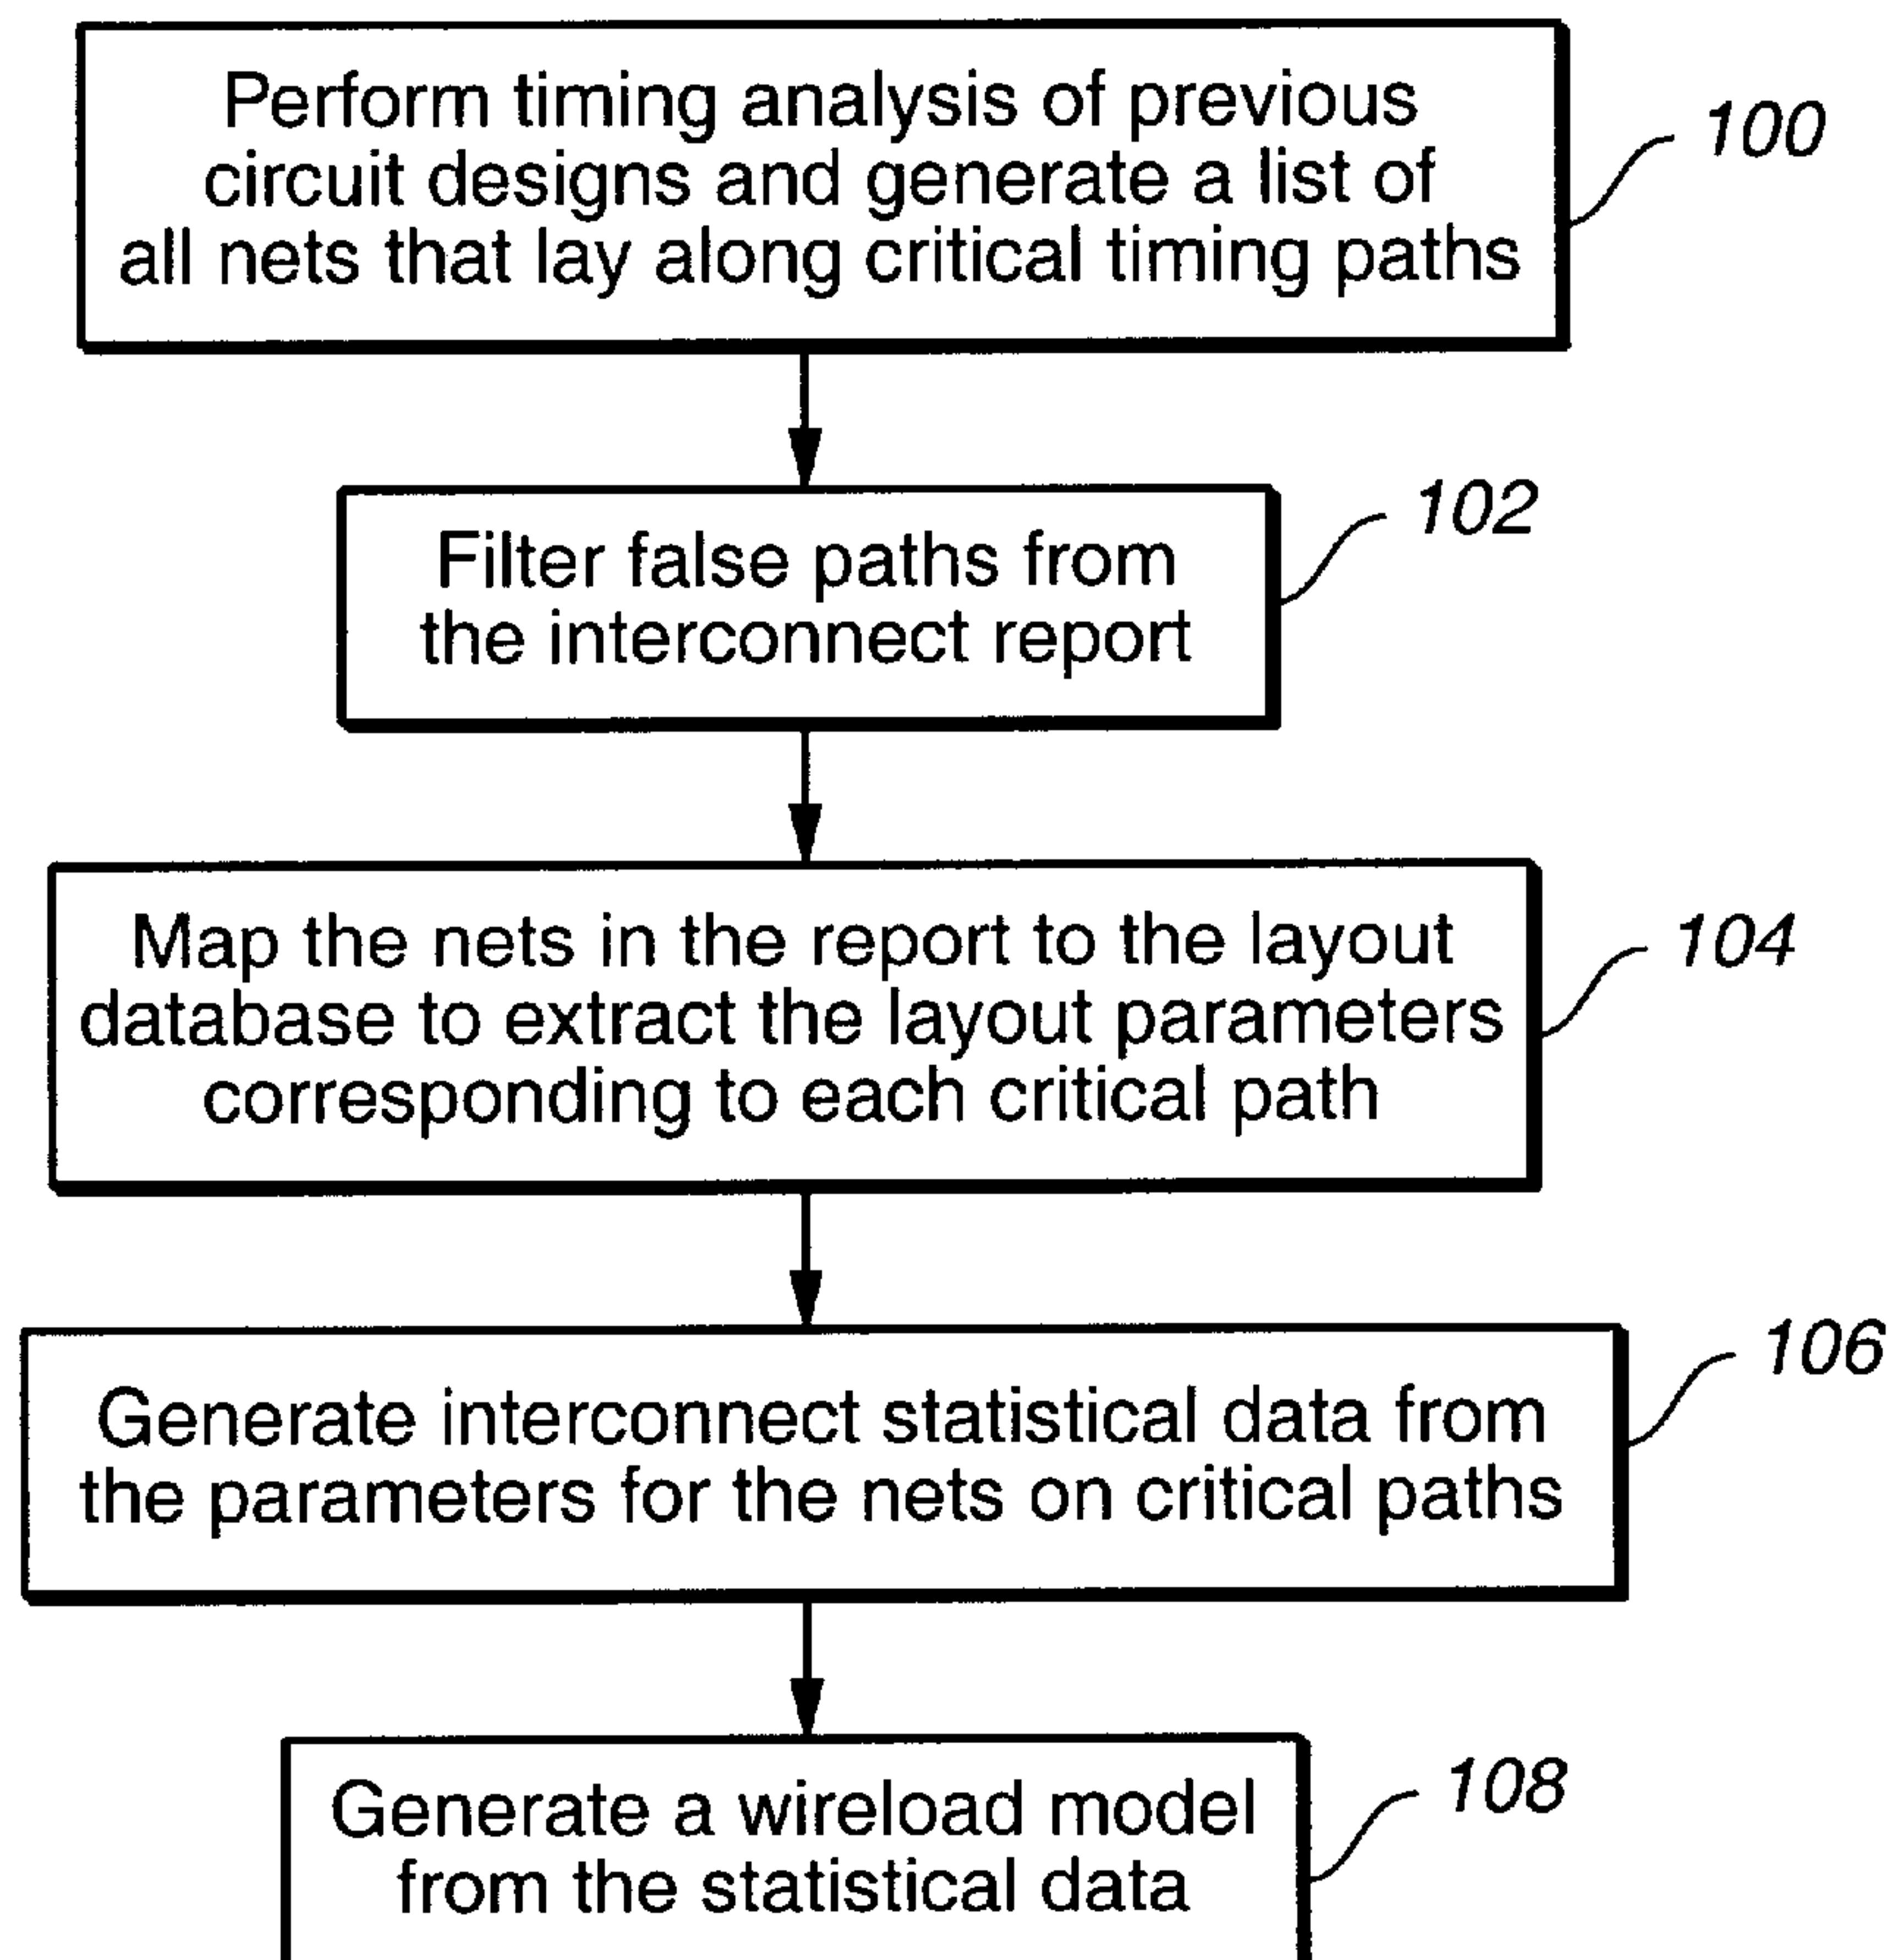 Perform timing analysis of previous
circuit designs and generate a list of
all nets that lay along critical timing paths
100
Filter false paths from
the interconnect report
102
Map the nets in the report to the layout
database to extract the layout parameters
corresponding to each critical path
104
Generate interconnect statistical data from
the parameters for the nets on critical paths
106
Generate a wireload model
from the statistical data
108